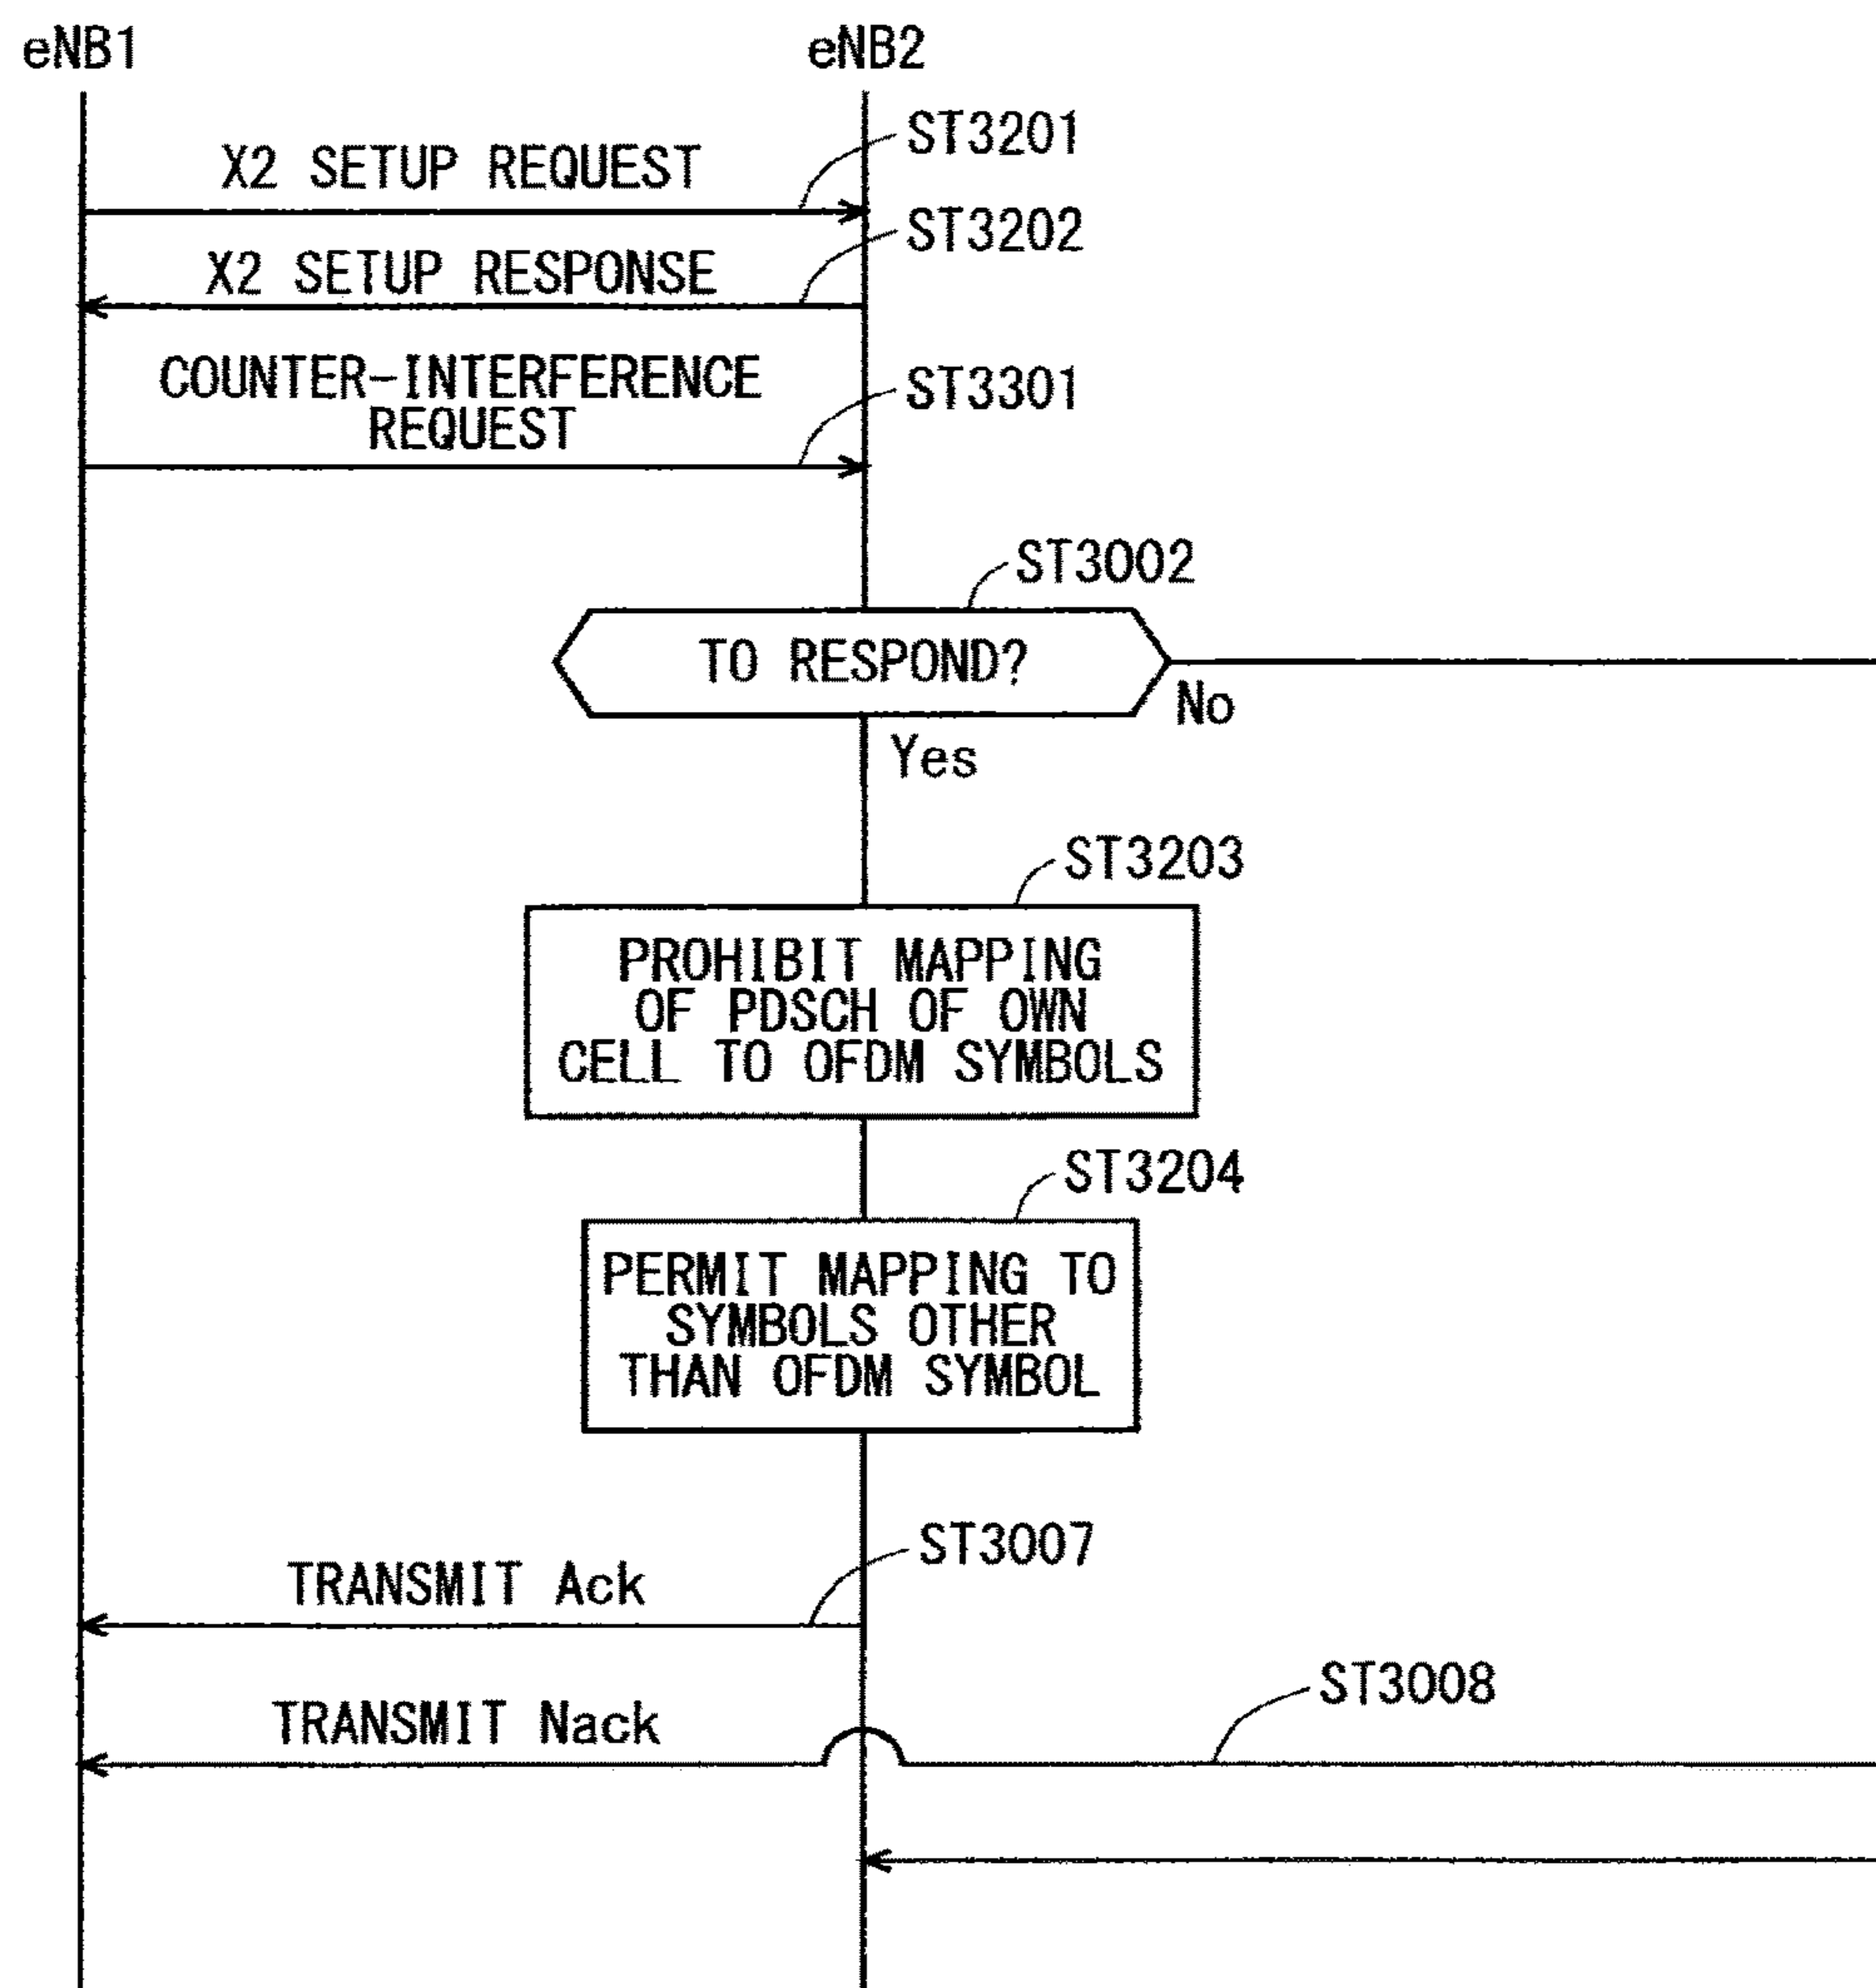 eNB1
eNB2
ST3201
X2 SETUP REQUEST
ST3202
X2 SETUP RESPONSE
COUNTER-INTERFERENCE
REQUEST
ST3301
ST3002
TO RESPOND?
No
Yes
ST3203
PROHIBIT MAPPING
OF PDSCH OF OWN
CELL TO OFDM SYMBOLS
ST3204
PERMIT MAPPING TO
SYMBOLS OTHER
THAN OFDM SYMBOL
ST3007
TRANSMIT Ack
ST3008
TRANSMIT Nack